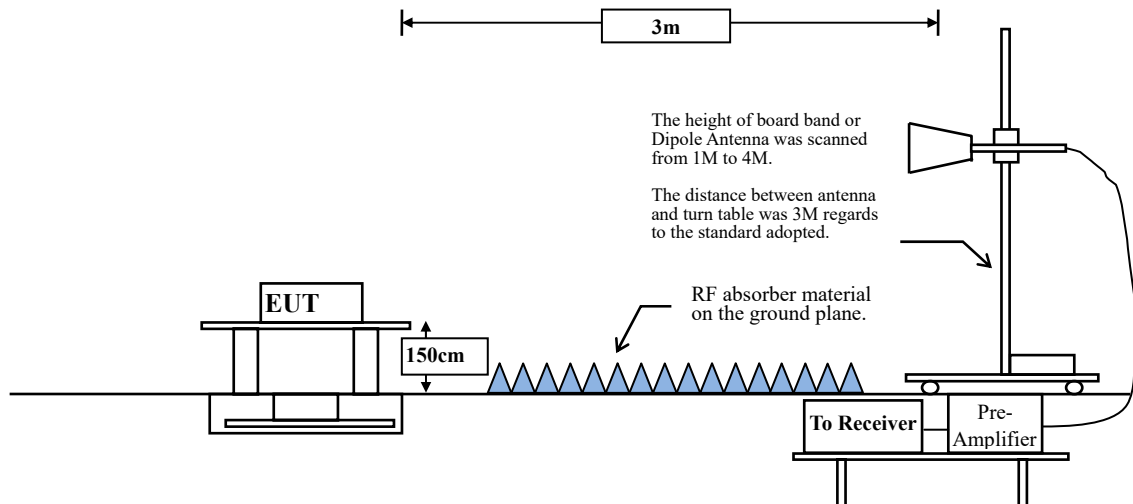 3m
The height of board band or
Dipole Antenna was scanned
from 1M to 4M.
The distance between antenna
and turn table was 3M regards
to the standard adopted.
EUT
RF absorber material
on the ground plane.
150cm
To Receiver
Pre-
Amplifier